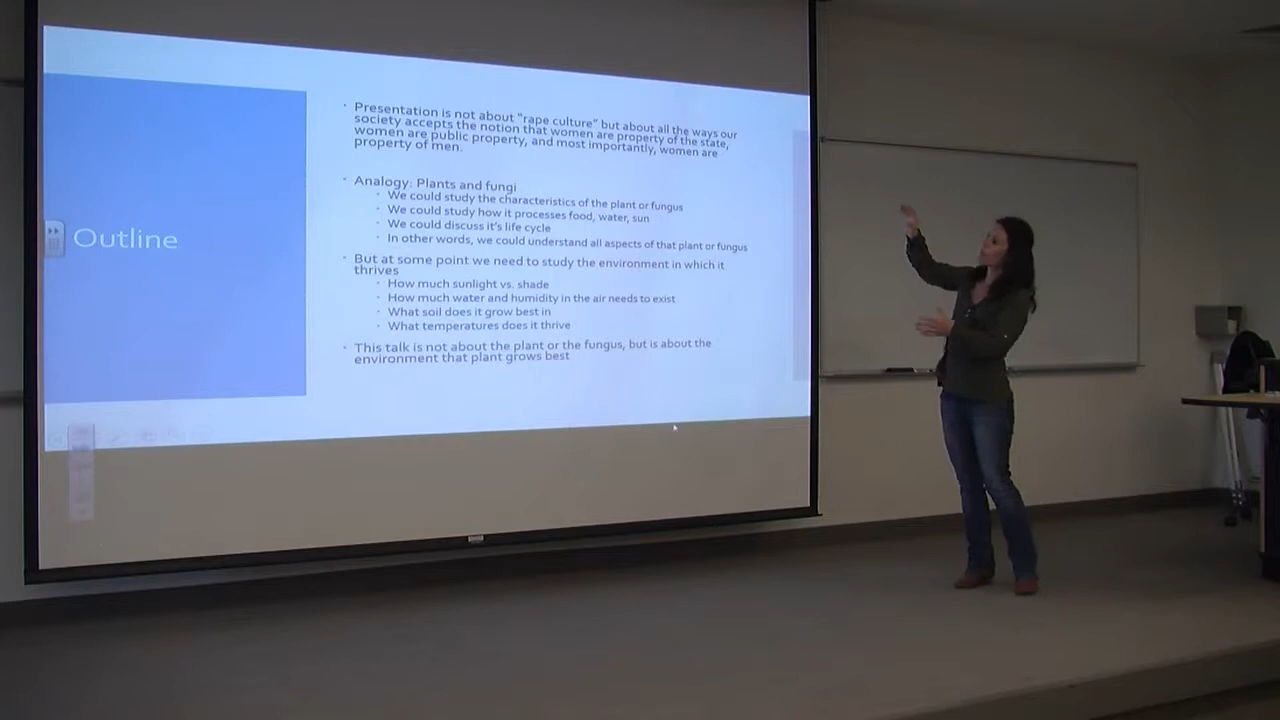 Outline
Presentation is not about "rape culture" but about all the ways our
society accepts the notion that women are property of the state,
women are public property, and most importantly, women are
property of men.
Analogy: Plants and fungi
We could study the characteristics of the plant or fungus
We could study how it processes food, water, sun
We could discuss it's life cycle
In other words, we could understand all aspects of that plant or fungus
But at some point we need to study the environment in which it
thrives
How much sunlight vs. shade
How much water and humidity in the air needs to exist
What soil does it grow best in
What temperatures does it thrive
This talk is not about the plant or the fungus, but is about the
environment that plant grows best